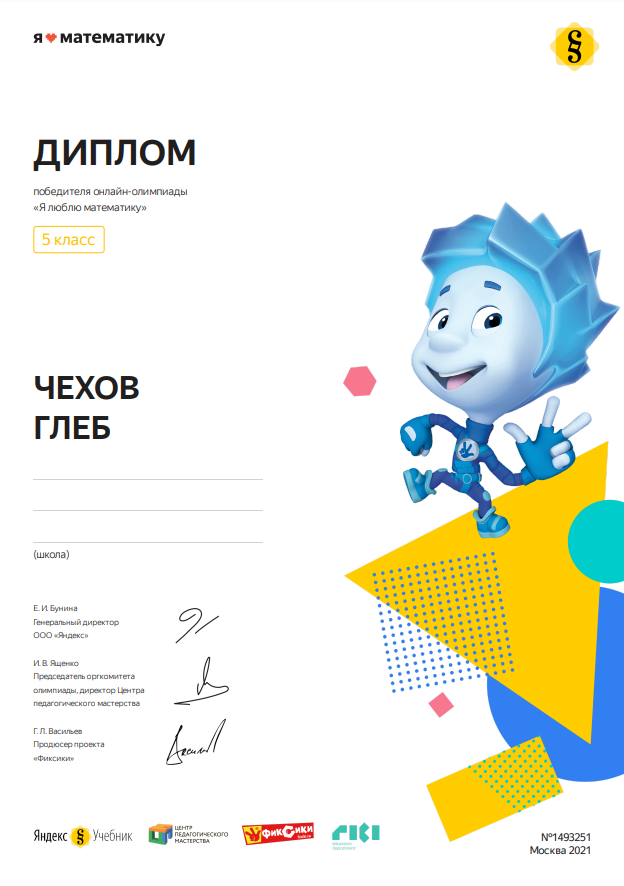 я математику
ДИПЛОМ
победителя онлайн-олимпиады
«Я люблю математику»
5 класс
ЧЕХОВ
ГЛЕБ
(школа)
Е. И. Бунина
Генеральный директор
ООО «Яндекс»
И. В. Ященко
Председатель оргкомитета
олимпиады, директор Центра
педагогического мастерства
Г. Л. Васильев
Продюсер проекта
«Фиксики»
Яндекс § Учебник
ЦЕНТР
ПЕДАГОГИЧЕСКОГО
МАСТЕРСТВА
фиксики
№1493251
Москва 2021